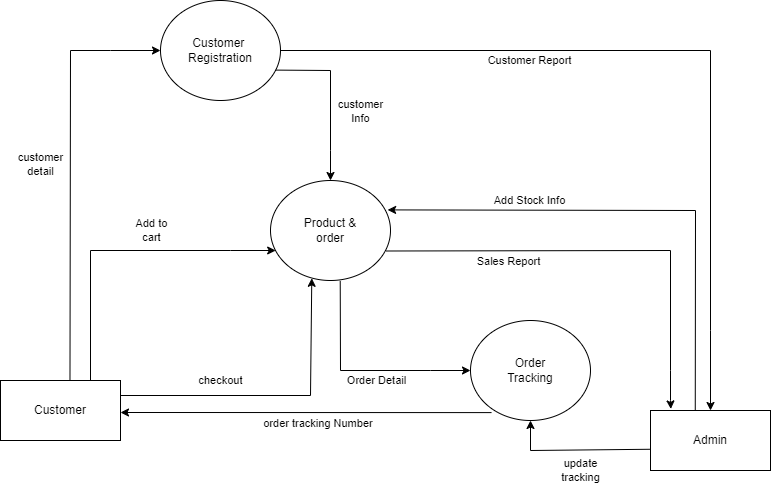 Customer
Registration
Customer Report
customer
Info
customer
detail
Add Stock Info
Add to
cart
Product &
order
Sales Report
Order
Tracking
checkout
Order Detail
Customer
order tracking Number
Admin
update
tracking